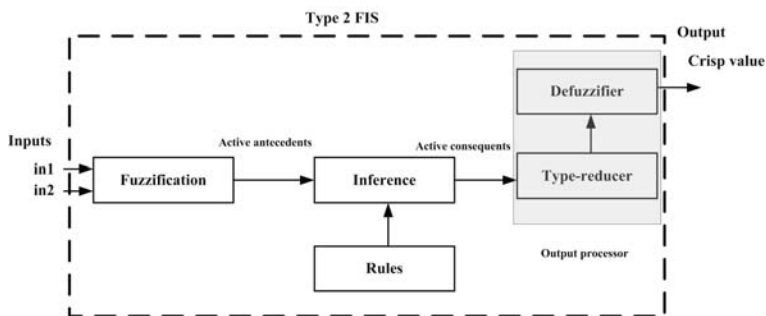 Type 2 FIS
Output
Crisp value
Defuzzifier
Inputs
in1
in2
Fuzzification
Active antecedents
Inference
Active consequents
Type-reducer
Rules
Output processor